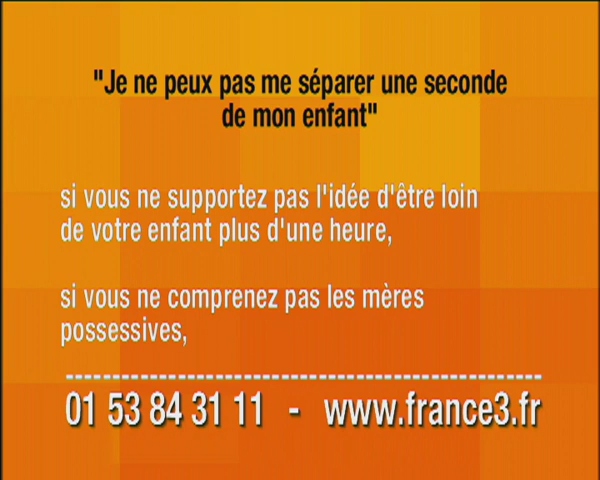 "Je ne peux pas me séparer une seconde
de mon enfant"
si vous ne supportez pas l'idée d'être loin
de votre enfant plus d'une heure,
si vous ne comprenez pas les mères
possessives,
01 53 84 31 11 - www.france3.fr